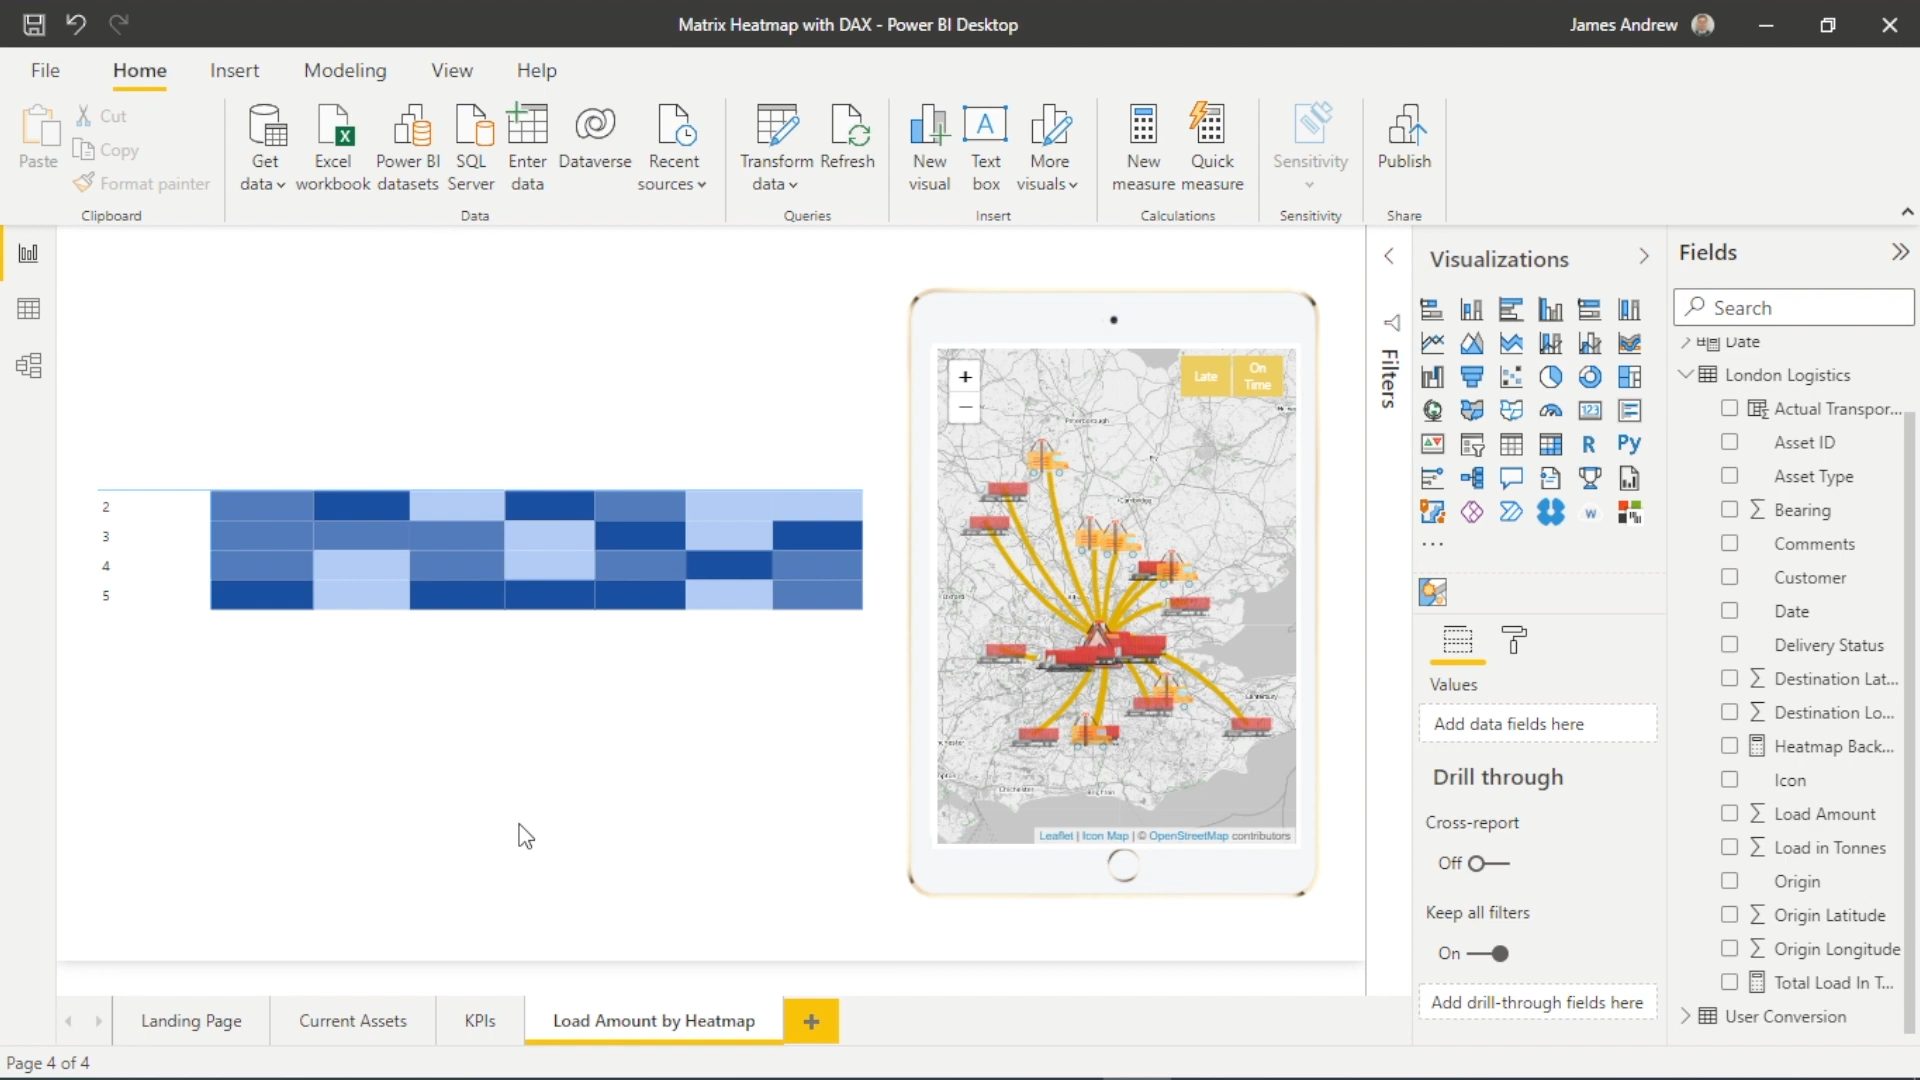 Matrix Heatmap with DAX - Power BI Desktop
James Andrew
File Home Insert Modeling View Help
Paste
Cut
Copy
Format painter
Clipboard
Get data
Excel workbook
Power BI datasets
SQL Server
Enter data
Dataverse
Recent sources
Data
Transform data
Refresh
Queries
New visual
Text box
More visuals
Insert
New measure
Quick measure
Calculations
Sensitivity
Sensitivity
Publish
Share
2
3
4
5
+
−
Late
On
Time
Peterborough
Cambridge
Chichester
Brighton
Leaflet | Icon Map | © OpenStreetMap contributors
Filters
Visualizations
R
Py
123
W
...
Values
Add data fields here
Drill through
Cross-report
Off
Keep all filters
On
Add drill-through fields here
Fields
Search
Date
London Logistics
Actual Transpor...
Asset ID
Asset Type
Bearing
Comments
Customer
Date
Delivery Status
Destination Lat...
Destination Lo...
Heatmap Back...
Icon
Load Amount
Load in Tonnes
Origin
Origin Latitude
Origin Longitude
Total Load In T...
User Conversion
Landing Page
Current Assets
KPIs
Load Amount by Heatmap
+
Page 4 of 4